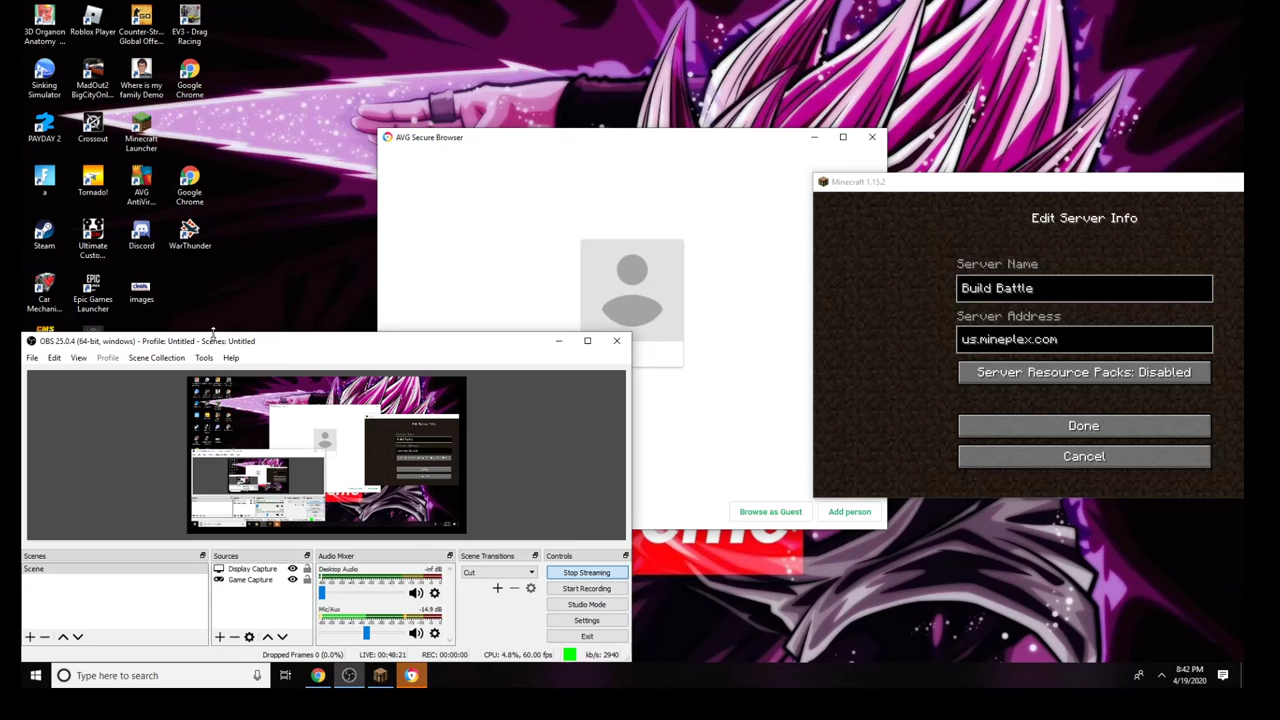 3D Organon
Anatomy ...
Roblox Player
Counter-Str...
Global Offe...
EV3 - Drag
Racing
Sinking
Simulator
MadOut2
BigCityOnl...
Where is my
family Demo
Google
Chrome
PAYDAY 2
Crossout
Minecraft
Launcher
a
Tornado!
AVG
AntiVir...
Google
Chrome
Steam
Ultimate
Custo...
Discord
WarThunder
Car
Mechani...
Epic Games
Launcher
images
AVG Secure Browser
Browse as Guest
Add person
Minecraft 1.15.2
Edit Server Info
Server Name
Build Battle
Server Address
us.mineplex.com
Server Resource Packs: Disabled
Done
Cancel
OBS 25.0.4 (64-bit, windows) - Profile: Untitled - Scenes: Untitled
File Edit View Profile Scene Collection Tools Help
Scenes
Scene
Sources
Display Capture
Game Capture
Audio Mixer
Desktop Audio -inf dB
Mic/Aux -14.9 dB
Scene Transitions
Cut
Controls
Stop Streaming
Start Recording
Studio Mode
Settings
Exit
Dropped Frames 0 (0.0%) LIVE: 00:48:21 REC: 00:00:00 CPU: 4.8%, 60.00 fps kb/s: 2940
Type here to search
8:42 PM
4/19/2020